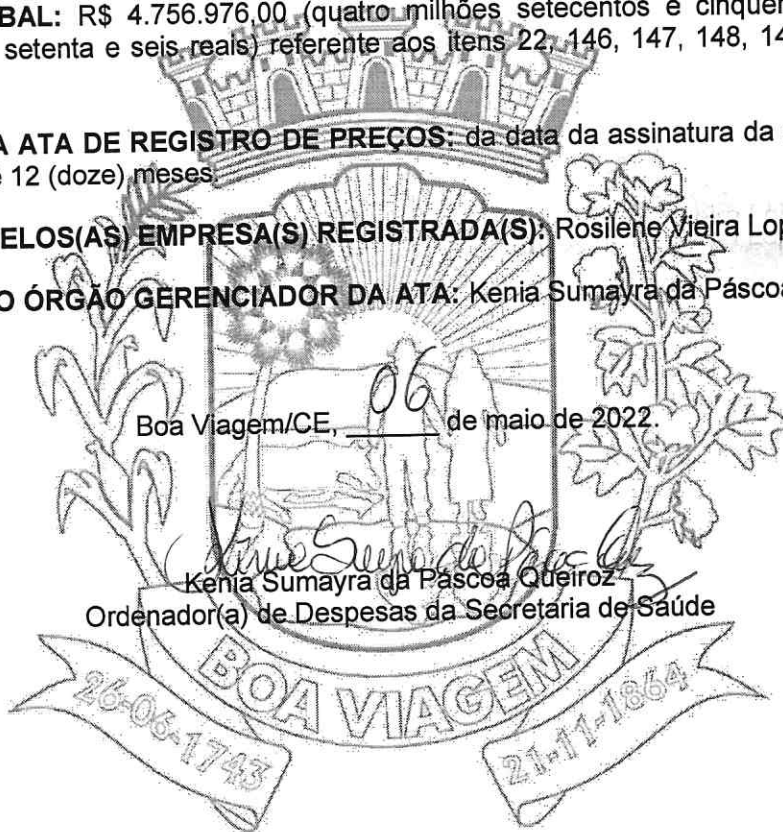 BAL: R$ 4.756.976,00 (quatro milhões setecentos e cinquen
setenta e seis reais) referente aos itens 22, 146, 147, 148, 14
A ATA DE REGISTRO DE PREÇOS: da data da assinatura da
e 12 (doze) meses.
ELOS(AS) EMPRESA(S) REGISTRADA(S): Rosilene Vieira Lop
O ÓRGÃO GERENCIADOR DA ATA: Kenia Sumayra da Páscoa
Boa Viagem/CE, 06 de maio de 2022.
Kenia Sumayra da Páscoa Queiroz
Ordenador(a) de Despesas da Secretaria de Saúde
BOA VIAGEM
26-06-1743
21-11-1864